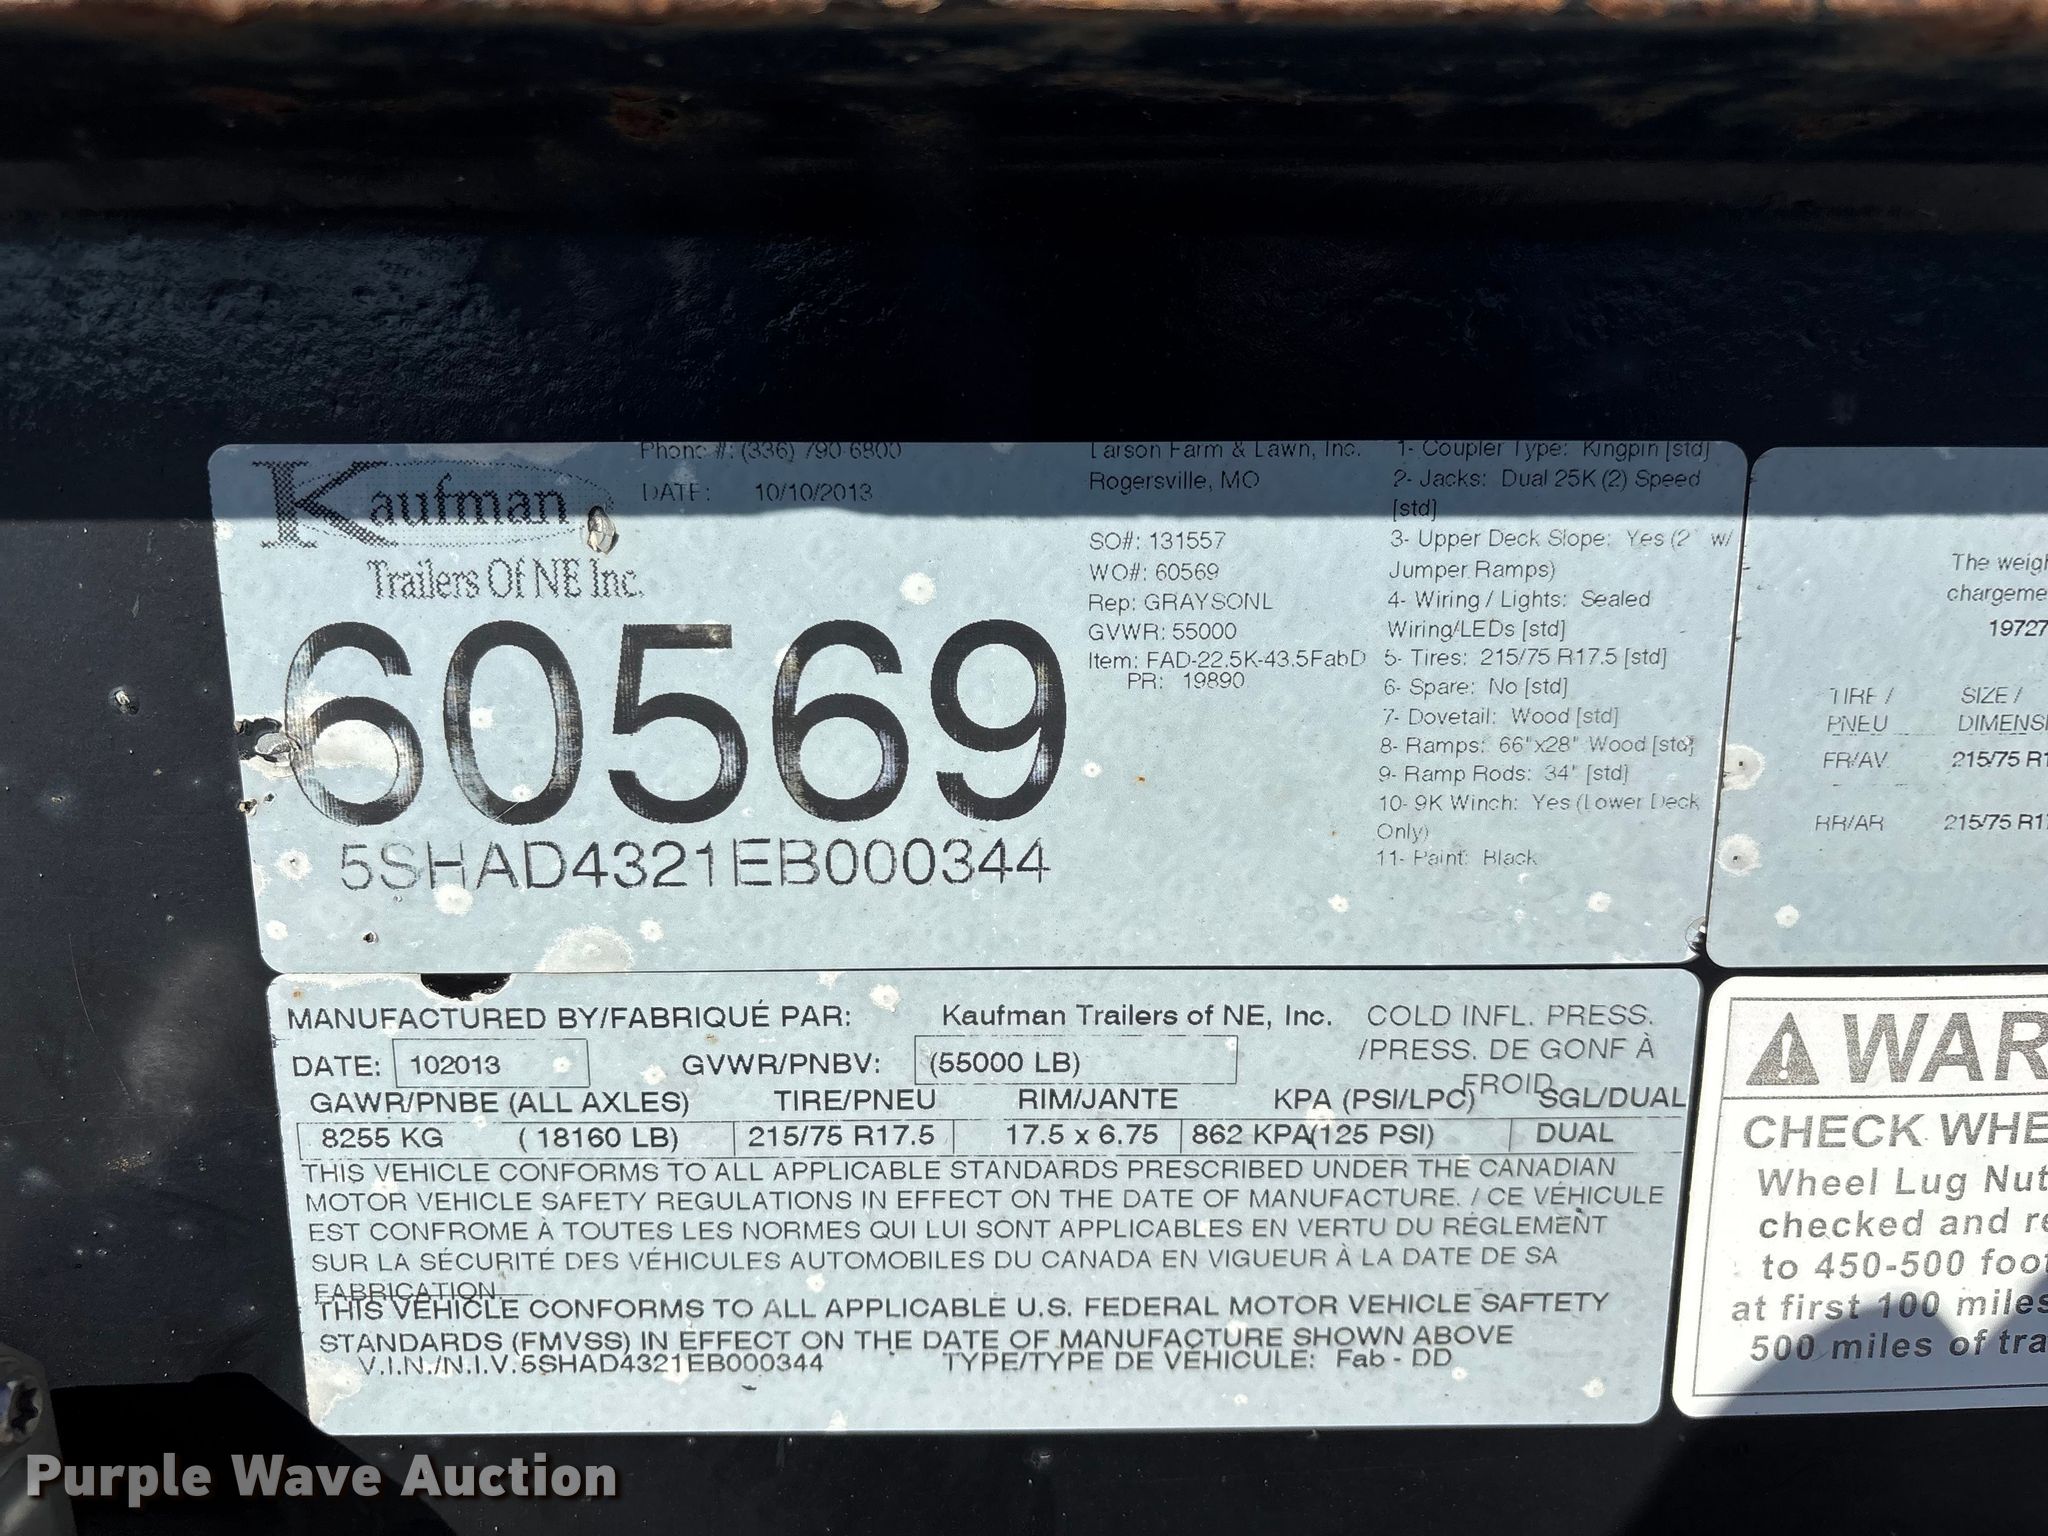 Kaufman
Trailers Of NE Inc.
Phone #: (336) 790-6800
DATE: 10/10/2013
60569
5SHAD4321EB000344
Larson Farm & Lawn, Inc.
Rogersville, MO
SO#: 131557
WO#: 60569
Rep: GRAYSONL
GVWR: 55000
Item: FAD-22.5K-43.5FabD
PR: 19890
1- Coupler Type: Kingpin [std]
2- Jacks: Dual 25K (2) Speed
[std]
3- Upper Deck Slope: Yes (2" w/
Jumper Ramps)
4- Wiring / Lights: Sealed
Wiring/LEDs [std]
5- Tires: 215/75 R17.5 [std]
6- Spare: No [std]
7- Dovetail: Wood [std]
8- Ramps: 66"x28" Wood [std]
9- Ramp Rods: 34" [std]
10- 9K Winch: Yes (Lower Deck
Only)
11- Paint: Black
The weigh
chargeme
19727
TIRE / SIZE /
PNEU DIMENSI
FR/AV 215/75 R1
RR/AR 215/75 R17
MANUFACTURED BY/FABRIQUÉ PAR: Kaufman Trailers of NE, Inc.
COLD INFL. PRESS.
/PRESS. DE GONF À
FROID
DATE: 102013 GVWR/PNBV: (55000 LB)
GAWR/PNBE (ALL AXLES) TIRE/PNEU RIM/JANTE KPA (PSI/LPC) SGL/DUAL
8255 KG (18160 LB) 215/75 R17.5 17.5 x 6.75 862 KPA(125 PSI) DUAL
THIS VEHICLE CONFORMS TO ALL APPLICABLE STANDARDS PRESCRIBED UNDER THE CANADIAN
MOTOR VEHICLE SAFETY REGULATIONS IN EFFECT ON THE DATE OF MANUFACTURE. / CE VÉHICULE
EST CONFROME À TOUTES LES NORMES QUI LUI SONT APPLICABLES EN VERTU DU RÉGLEMENT
SUR LA SÉCURITÉ DES VÉHICULES AUTOMOBILES DU CANADA EN VIGUEUR À LA DATE DE SA
FABRICATION
THIS VEHICLE CONFORMS TO ALL APPLICABLE U.S. FEDERAL MOTOR VEHICLE SAFTETY
STANDARDS (FMVSS) IN EFFECT ON THE DATE OF MANUFACTURE SHOWN ABOVE
V.I.N./N.I.V. 5SHAD4321EB000344 TYPE/TYPE DE VÉHICULE: Fab - DD
WAR
CHECK WHE
Wheel Lug Nut
checked and re
to 450-500 foot
at first 100 miles
500 miles of tra
Purple Wave Auction